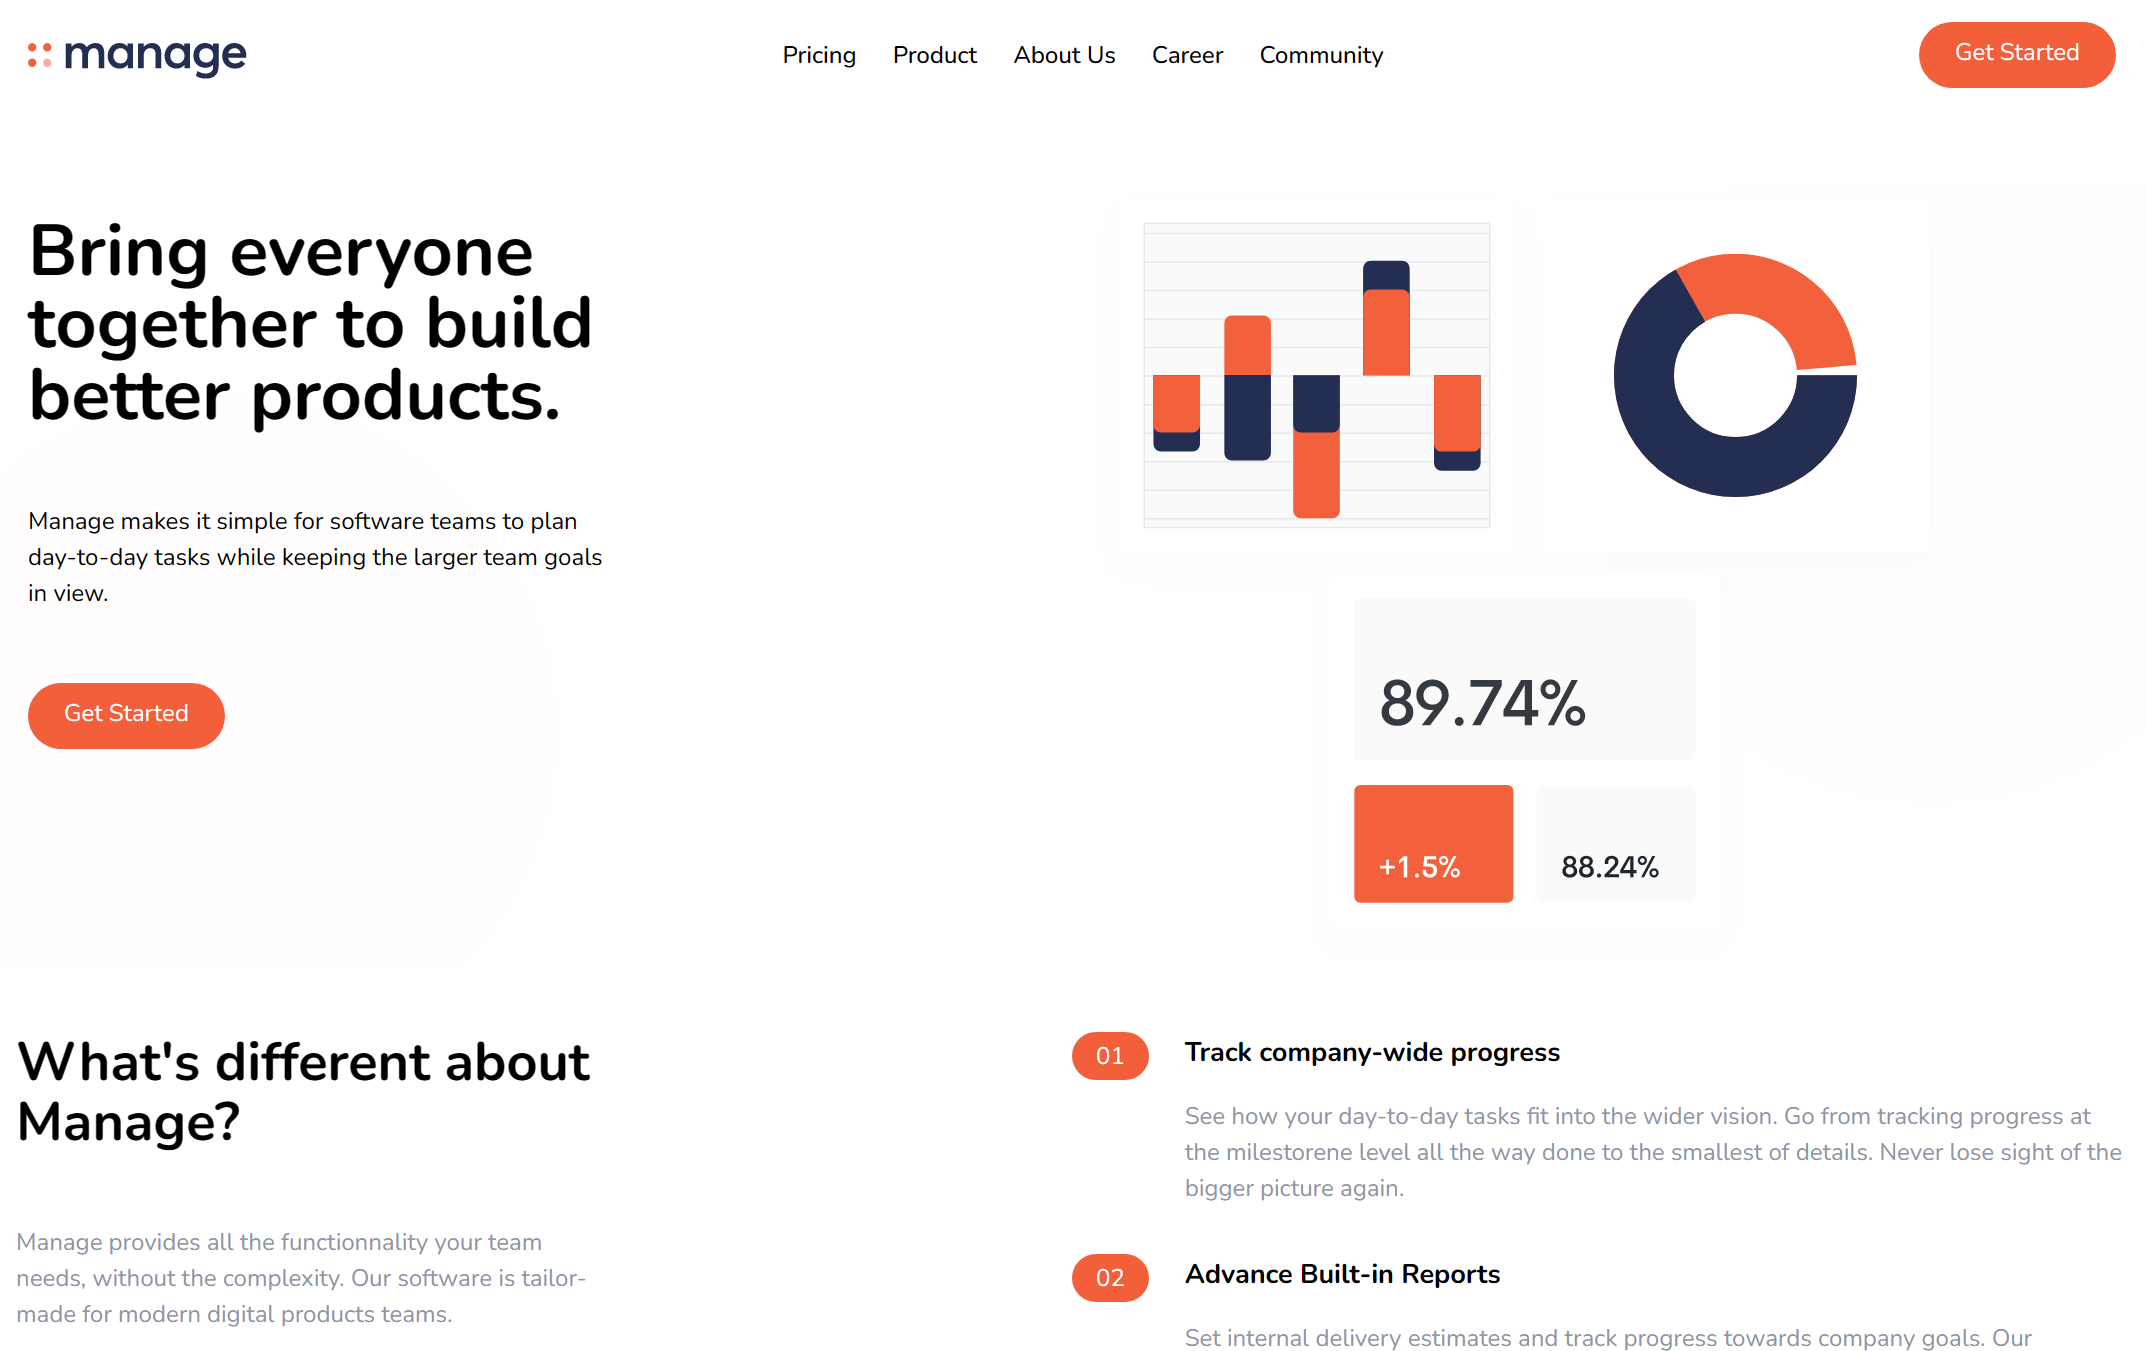 manage
Pricing Product About Us Career Community
Get Started
Bring everyone
together to build
better products.
Manage makes it simple for software teams to plan
day-to-day tasks while keeping the larger team goals
in view.
Get Started
89.74%
+1.5%
88.24%
What's different about
Manage?
Manage provides all the functionnality your team
needs, without the complexity. Our software is tailor-
made for modern digital products teams.
01
Track company-wide progress
See how your day-to-day tasks fit into the wider vision. Go from tracking progress at
the milestorene level all the way done to the smallest of details. Never lose sight of the
bigger picture again.
02
Advance Built-in Reports
Set internal delivery estimates and track progress towards company goals. Our